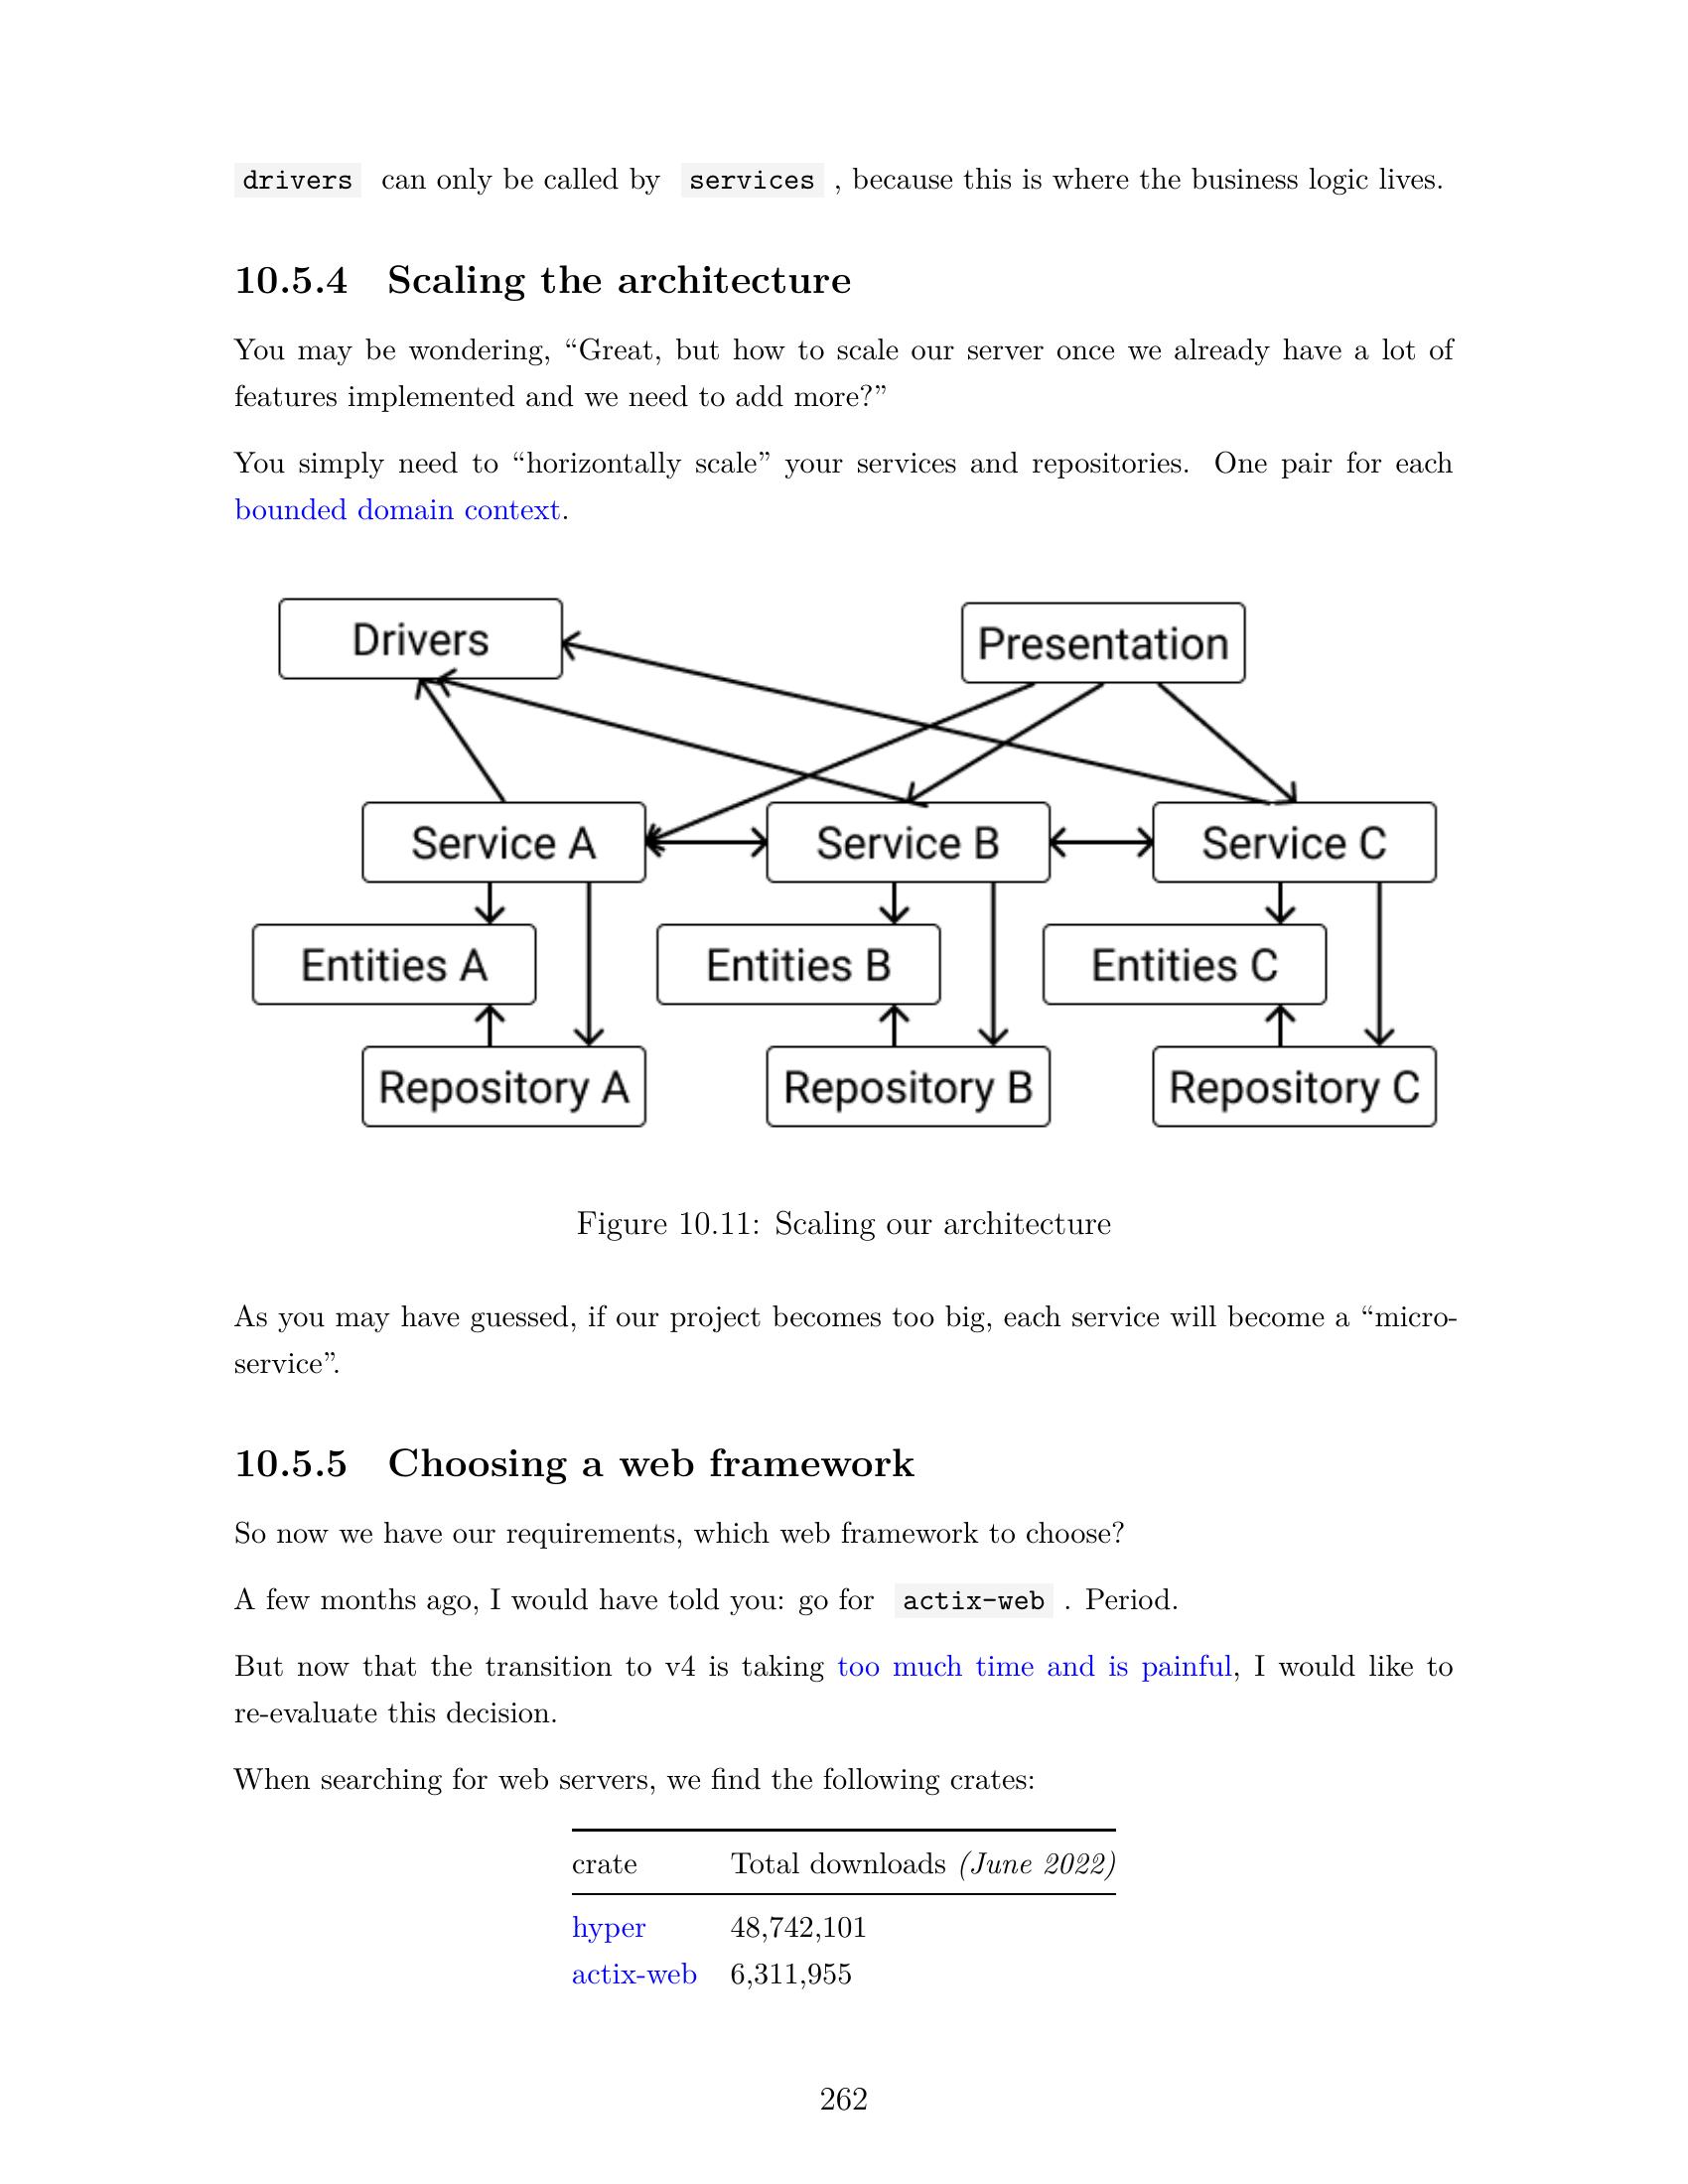 drivers can only be called by services , because this is where the business logic lives.
10.5.4 Scaling the architecture
You may be wondering, “Great, but how to scale our server once we already have a lot of
features implemented and we need to add more?”
You simply need to “horizontally scale” your services and repositories. One pair for each
bounded domain context.
Drivers
Presentation
Service A
Service B
Service C
Entities A
Entities B
Entities C
Repository A
Repository B
Repository C
Figure 10.11: Scaling our architecture
As you may have guessed, if our project becomes too big, each service will become a “micro-
service”.
10.5.5 Choosing a web framework
So now we have our requirements, which web framework to choose?
A few months ago, I would have told you: go for actix-web . Period.
But now that the transition to v4 is taking too much time and is painful, I would like to
re-evaluate this decision.
When searching for web servers, we find the following crates:
crate Total downloads (June 2022)
hyper 48,742,101
actix-web 6,311,955
262